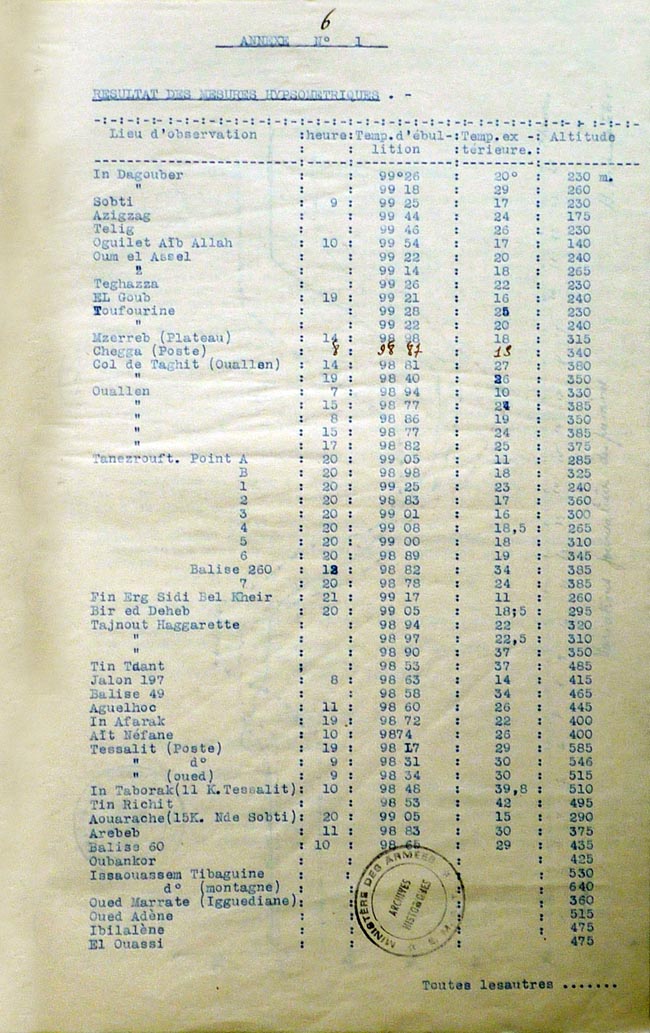 6
ANNEXE N° 1
RESULTAT DES MESURES HYPSOMETRIQUES . -
Lieu d'observation :heure:Temp.d'ébul-:Temp.ex -: Altitude
: : lition :térieure.:
In Dagouber : : 99°26 : 20° : 230 m.
" : : 99 18 : 29 : 260
Sobti : 9 : 99 25 : 17 : 230
Azigzag : : 99 44 : 24 : 175
Telig : : 99 46 : 26 : 230
Oguilet Aïb Allah : 10 : 99 54 : 17 : 140
Oum el Assel : : 99 22 : 20 : 240
" : : 99 14 : 18 : 265
Teghazza : : 99 26 : 22 : 230
EL Goub : 19 : 99 21 : 16 : 240
Toufourine : : 99 28 : 25 : 230
" : : 99 22 : 20 : 240
Mzerreb (Plateau) : 14 : 98 98 : 18 : 315
Chegga (Poste) : 8 : 98 87 : 13 : 340
Col de Taghit (Ouallen) : 14 : 98 81 : 27 : 380
" : 19 : 98 40 : 26 : 350
Ouallen : 7 : 98 94 : 10 : 330
" : 15 : 98 77 : 24 : 385
" : 8 : 98 86 : 19 : 350
" : 15 : 98 77 : 24 : 385
" : 17 : 98 82 : 25 : 375
Tanezrouft. Point A : 20 : 99 05 : 11 : 285
B : 20 : 98 98 : 18 : 325
1 : 20 : 99 25 : 23 : 240
2 : 20 : 98 83 : 17 : 360
3 : 20 : 99 01 : 16 : 300
4 : 20 : 99 08 : 18,5 : 265
5 : 20 : 99 00 : 18 : 310
6 : 20 : 98 89 : 19 : 345
Balise 260 : 12 : 98 82 : 34 : 385
7 : 20 : 98 78 : 24 : 385
Fin Erg Sidi Bel Kheir : 21 : 99 17 : 11 : 260
Bir ed Deheb : 20 : 99 05 : 18;5 : 295
Tajnout Haggarette : : 98 94 : 22 : 320
" : : 98 97 : 22,5 : 310
" : : 98 90 : 37 : 350
Tin Tdant : : 98 53 : 37 : 485
Jalon 197 : 8 : 98 63 : 14 : 415
Balise 49 : : 98 58 : 34 : 465
Aguelhoc : 11 : 98 60 : 26 : 445
In Afarak : 19 : 98 72 : 22 : 400
Aït Néfane : 10 : 9874 : 26 : 400
Tessalit (Poste) : 19 : 98 17 : 29 : 585
" d° : 9 : 98 31 : 30 : 546
" (oued) : 9 : 98 34 : 30 : 515
In Taborak(11 K.Tessalit): 10 : 98 48 : 39,8 : 510
Tin Richit : : 98 53 : 42 : 495
Aouarache(15K. Nde Sobti): 20 : 99 05 : 15 : 290
Arebeb : 11 : 98 83 : 30 : 375
Balise 60 : 10 : 98 65 : 29 : 435
Oubankor : : : : 425
Issaouassem Tibaguine : : : : 530
d° (montagne) : : : : 640
Oued Marrate (Igguediane): : : : 360
Oued Adène : : : : 515
Ibilalène : : : : 475
El Ouassi : : : : 475
MINISTERE DES ARMEES
ARCHIVES
HISTORIQUES
Toutes lesautres .......